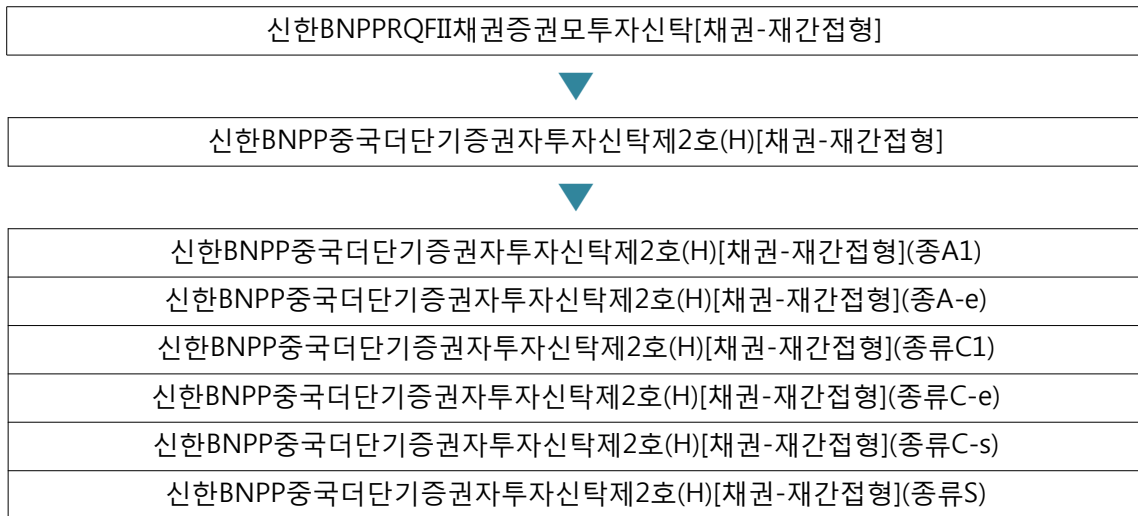 신한BNPPRQFII채권증권모투자신탁[채권-재간접형]
신한BNPP중국더단기증권자투자신탁제2호(H)[채권-재간접형]
신한BNPP중국더단기증권자투자신탁제2호(H)[채권-재간접형](종A1)
신한BNPP중국더단기증권자투자신탁제2호(H)[채권-재간접형](종A-e)
신한BNPP중국더단기증권자투자신탁제2호(H)[채권-재간접형](종류C1)
신한BNPP중국더단기증권자투자신탁제2호(H)[채권-재간접형](종류C-e)
신한BNPP중국더단기증권자투자신탁제2호(H)[채권-재간접형](종류C-s)
신한BNPP중국더단기증권자투자신탁제2호(H)[채권-재간접형](종류S)